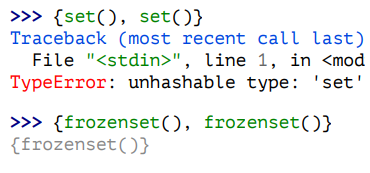 >>> {set(), set()}
Traceback (most recent call last)
File "<stdin>", line 1, in <mod
TypeError: unhashable type: 'set'
>>> {frozenset(), frozenset()}
{frozenset()}